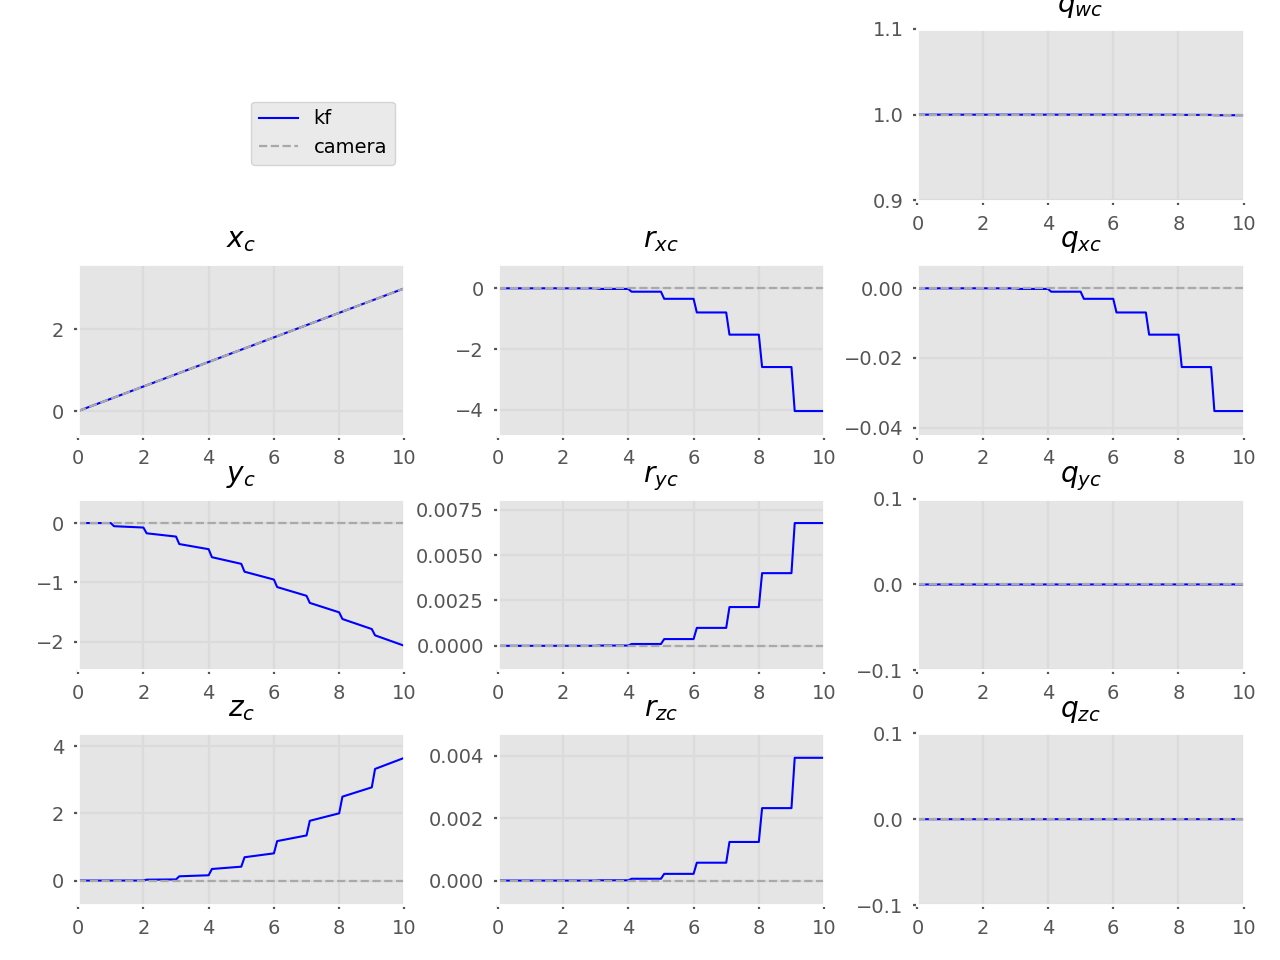 q_wc
1.1
1.0
0.9
0 2 4 6 8 10
kf
camera
x_c
2
0
0 2 4 6 8 10
r_xc
0
−2
−4
0 2 4 6 8 10
q_xc
0.00
−0.02
−0.04
0 2 4 6 8 10
y_c
0
−1
−2
0 2 4 6 8 10
r_yc
0.0075
0.0050
0.0025
0.0000
0 2 4 6 8 10
q_yc
0.1
0.0
−0.1
0 2 4 6 8 10
z_c
4
2
0
0 2 4 6 8 10
r_zc
0.004
0.002
0.000
0 2 4 6 8 10
q_zc
0.1
0.0
−0.1
0 2 4 6 8 10